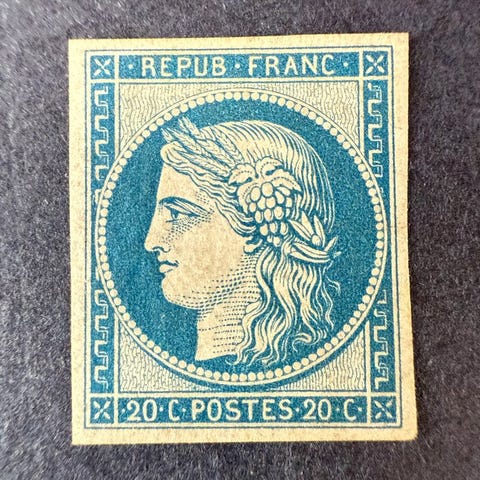 · REPUB · FRANC ·
20 · C POSTES · 20 · C ·